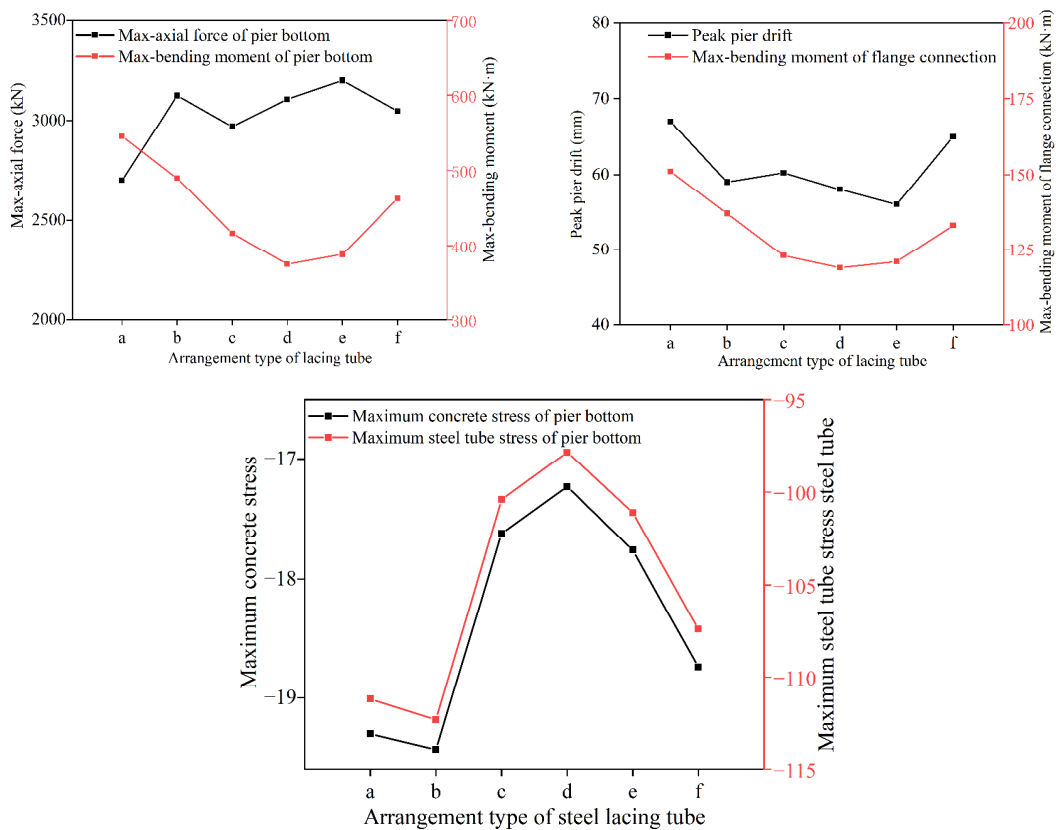 3500
3000
2500
2000
Max-axial force (kN)
Max-axial force of pier bottom
Max-bending moment of pier bottom
700
600
500
400
300
Max-bending moment (kN·m)
a b c d e f
Arrangement type of lacing tube
80
70
60
50
40
Peak pier drift (mm)
Peak pier drift
Max-bending moment of flange connection
200
175
150
125
100
Max-bending moment of flange connection (kN·m)
a b c d e f
Arrangement type of lacing tube
−17
−18
−19
Maximum concrete stress
Maximum concrete stress of pier bottom
Maximum steel tube stress of pier bottom
−95
−100
−105
−110
−115
Maximum steel tube stress steel tube
a b c d e f
Arrangement type of steel lacing tube